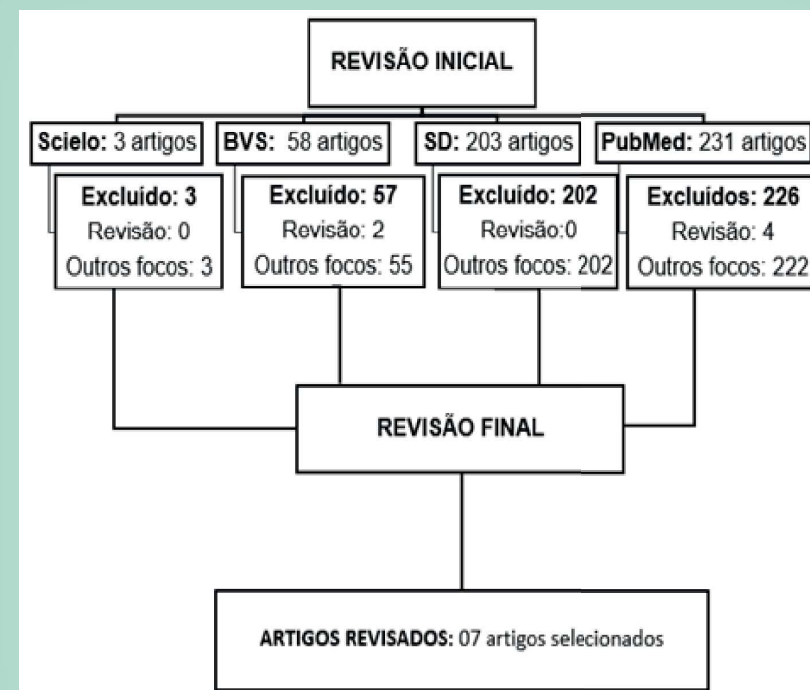 REVISÃO INICIAL
Scielo: 3 artigos
BVS: 58 artigos
SD: 203 artigos
PubMed: 231 artigos
Excluído: 3
Revisão: 0
Outros focos: 3
Excluído: 57
Revisão: 2
Outros focos: 55
Excluído: 202
Revisão:0
Outros focos: 202
Excluídos: 226
Revisão: 4
Outros focos: 222
REVISÃO FINAL
ARTIGOS REVISADOS: 07 artigos selecionados